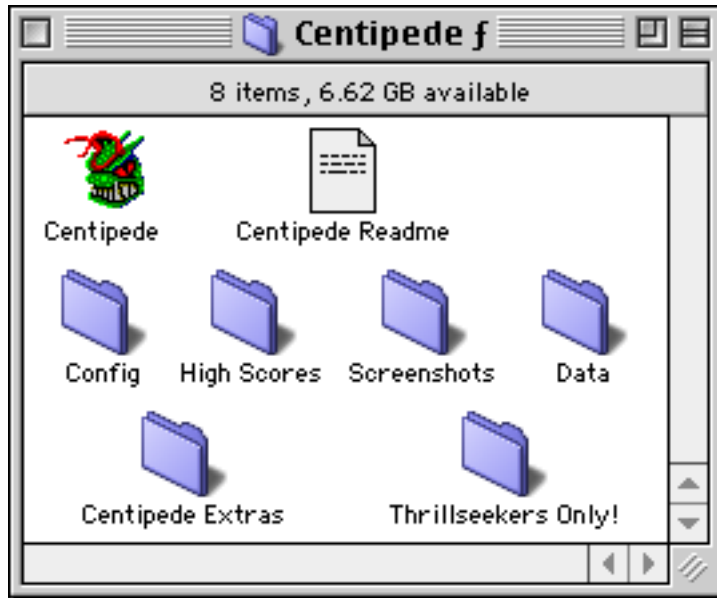 Centipede ƒ
8 items, 6.62 GB available
Centipede
Centipede Readme
Config
High Scores
Screenshots
Data
Centipede Extras
Thrillseekers Only!